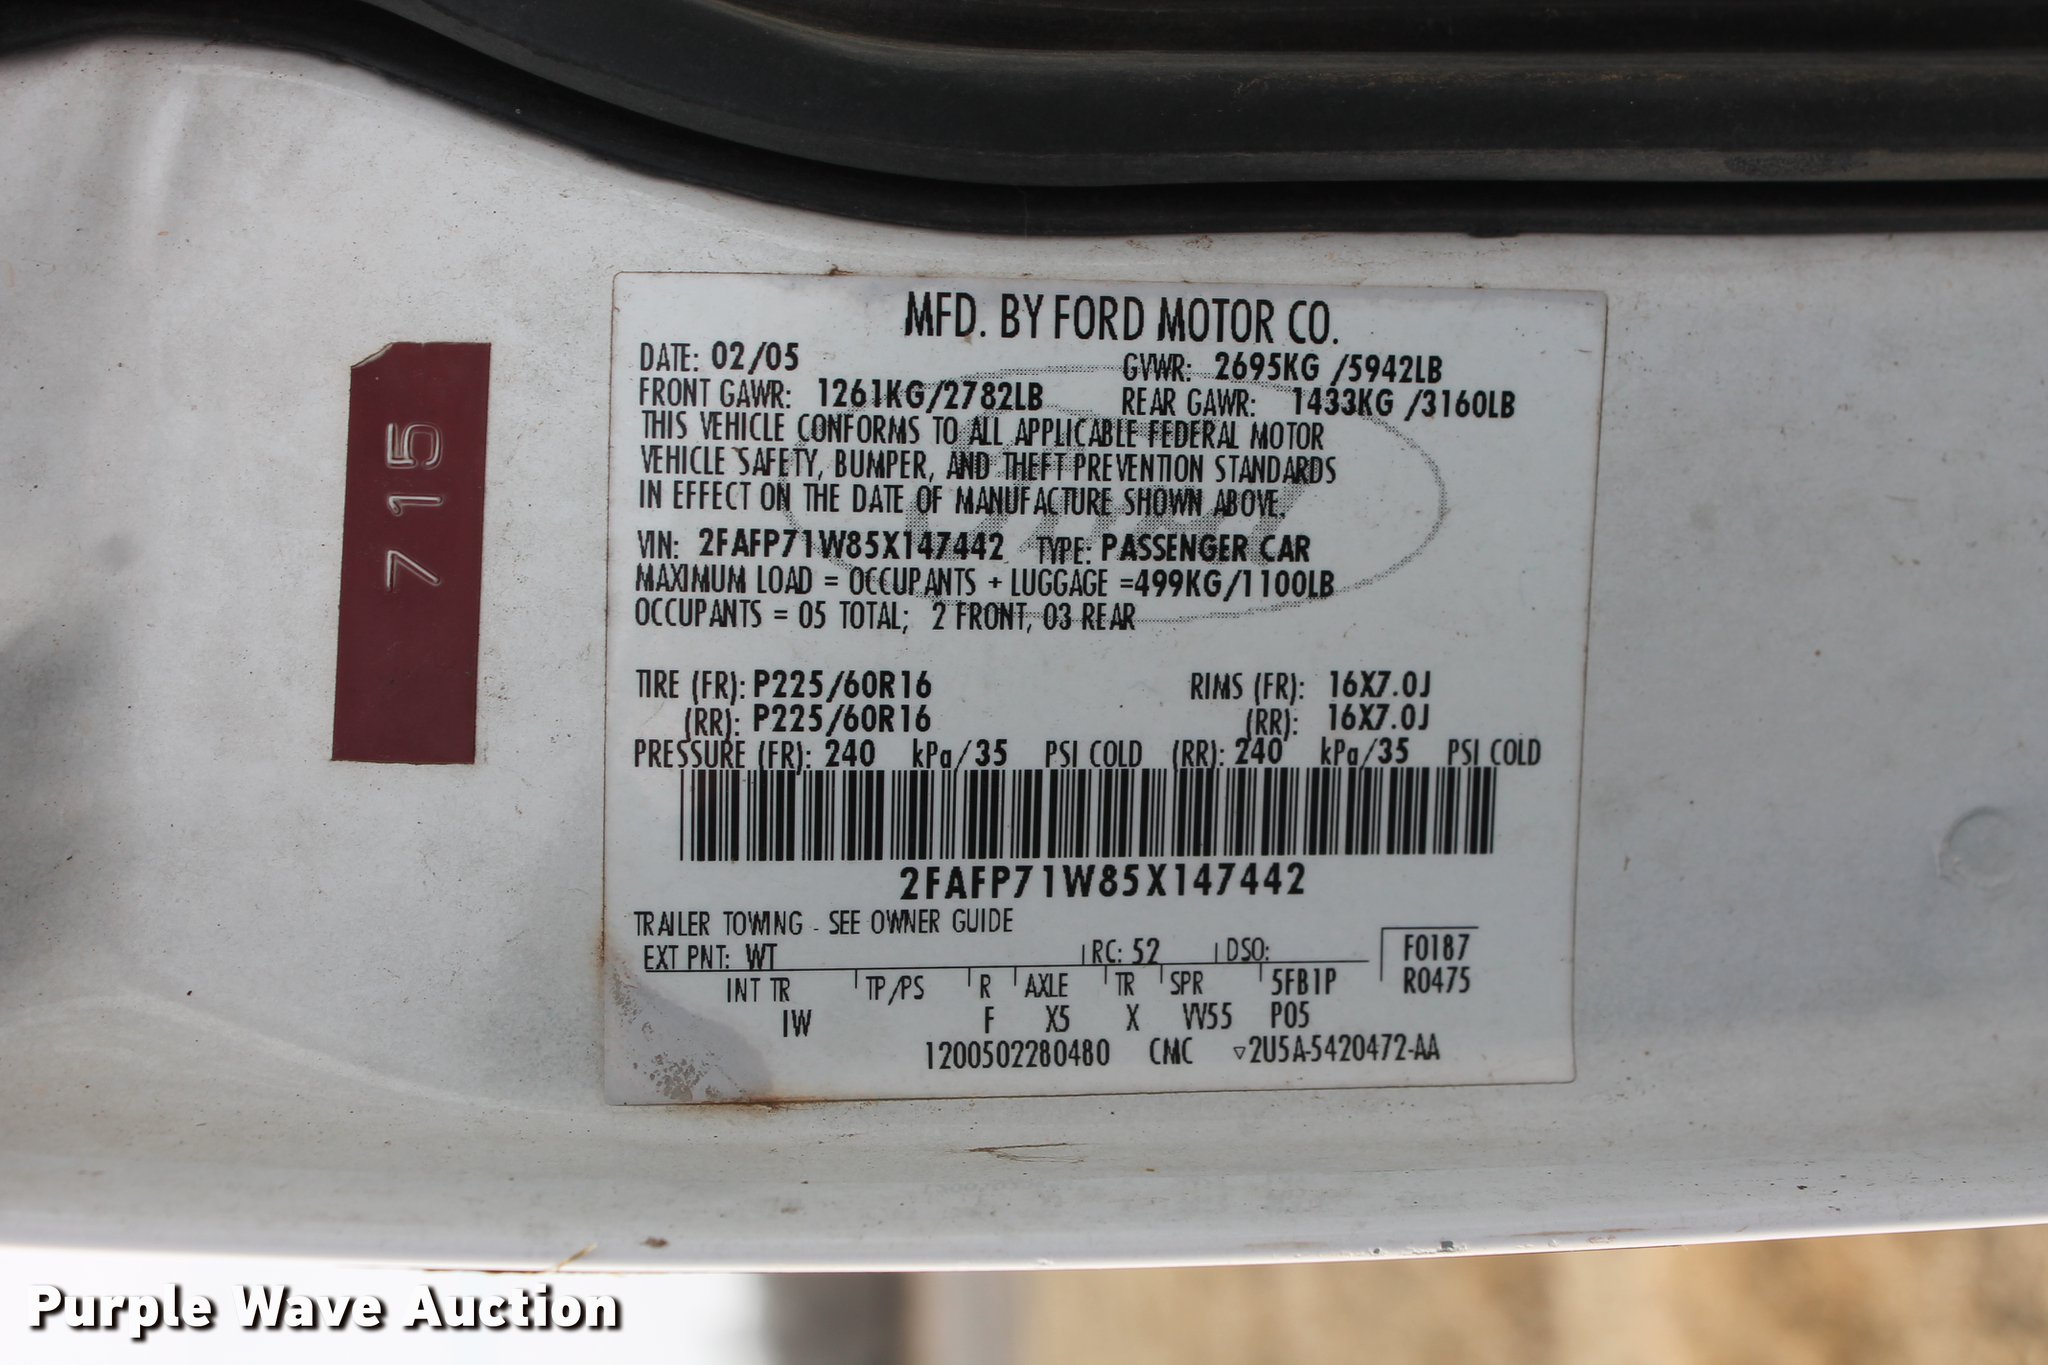 715
MFD. BY FORD MOTOR CO.
DATE: 02/05 GVWR: 2695KG /5942LB
FRONT GAWR: 1261KG/2782LB REAR GAWR: 1433KG /3160LB
THIS VEHICLE CONFORMS TO ALL APPLICABLE FEDERAL MOTOR
VEHICLE SAFETY, BUMPER, AND THEFT PREVENTION STANDARDS
IN EFFECT ON THE DATE OF MANUFACTURE SHOWN ABOVE.
VIN: 2FAFP71W85X147442 TYPE: PASSENGER CAR
MAXIMUM LOAD = OCCUPANTS + LUGGAGE =499KG/1100LB
OCCUPANTS = 05 TOTAL; 2 FRONT, 03 REAR
TIRE (FR): P225/60R16 RIMS (FR): 16X7.0J
(RR): P225/60R16 (RR): 16X7.0J
PRESSURE (FR): 240 kPa/35 PSI COLD (RR): 240 kPa/35 PSI COLD
2FAFP71W85X147442
TRAILER TOWING - SEE OWNER GUIDE
EXT PNT: WT RC: 52 DSO: F0187
INT TR TP/PS R AXLE TR SPR 5FB1P R0475
IW F X5 X VV55 P05
1200502280480 CMC ▽2U5A-5420472-AA
Purple Wave Auction